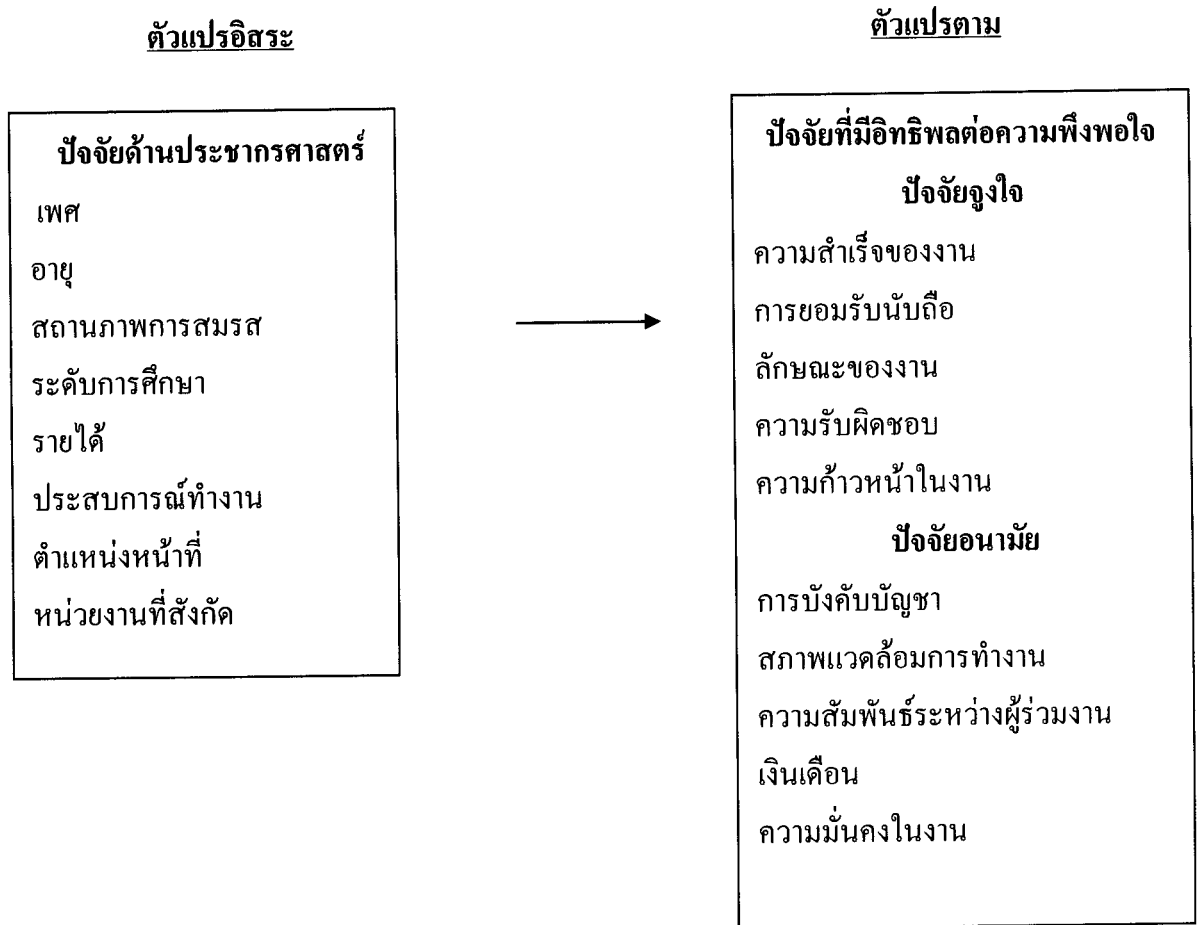 ตัวแปรอิสระ
ปัจจัยด้านประชากรศาสตร์
เพศ
อายุ
สถานภาพการสมรส
ระดับการศึกษา
รายได้
ประสบการณ์ทำงาน
ตำแหน่งหน้าที่
หน่วยงานที่สังกัด
ตัวแปรตาม
ปัจจัยที่มีอิทธิพลต่อความพึงพอใจ
ปัจจัยจูงใจ
ความสำเร็จของงาน
การยอมรับนับถือ
ลักษณะของงาน
ความรับผิดชอบ
ความก้าวหน้าในงาน
ปัจจัยอนามัย
การบังคับบัญชา
สภาพแวดล้อมการทำงาน
ความสัมพันธ์ระหว่างผู้ร่วมงาน
เงินเดือน
ความมั่นคงในงาน